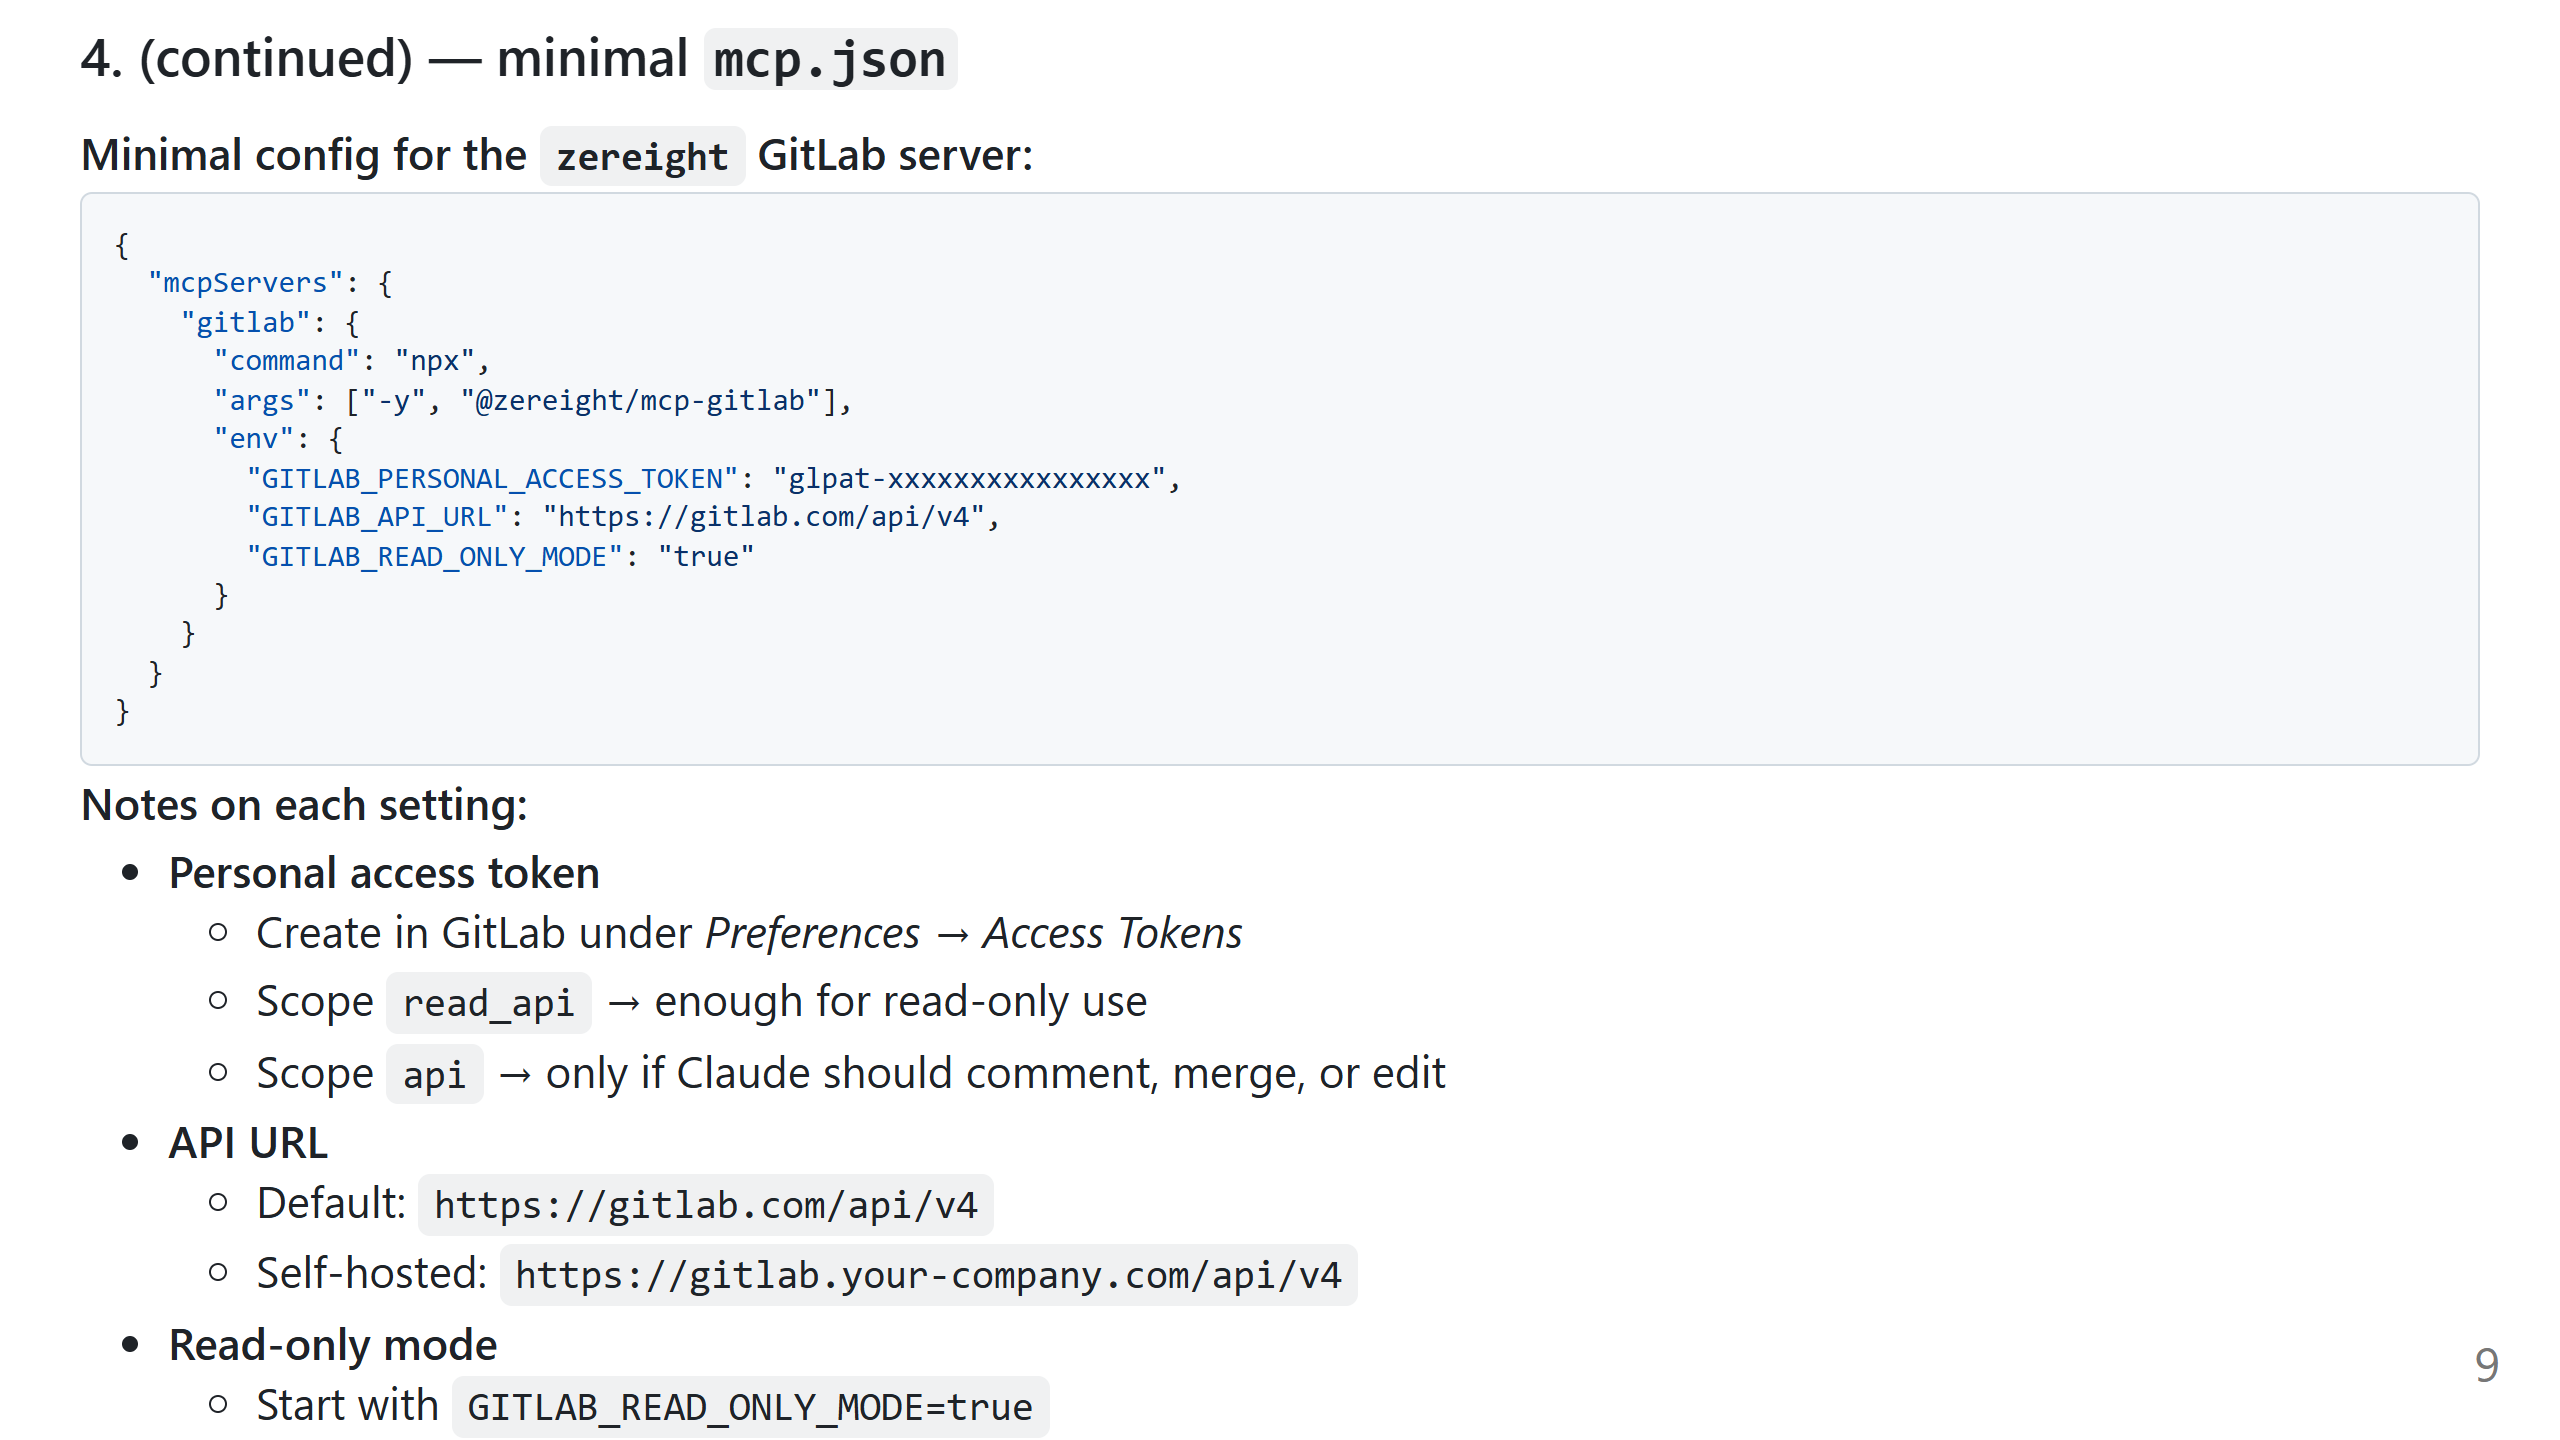 4. (continued) — minimal mcp.json
Minimal config for the zereight GitLab server:
{
  "mcpServers": {
    "gitlab": {
      "command": "npx",
      "args": ["-y", "@zereight/mcp-gitlab"],
      "env": {
        "GITLAB_PERSONAL_ACCESS_TOKEN": "glpat-xxxxxxxxxxxxxxxx",
        "GITLAB_API_URL": "https://gitlab.com/api/v4",
        "GITLAB_READ_ONLY_MODE": "true"
      }
    }
  }
}
Notes on each setting:
• Personal access token
○ Create in GitLab under Preferences → Access Tokens
○ Scope read_api → enough for read-only use
○ Scope api → only if Claude should comment, merge, or edit
• API URL
○ Default: https://gitlab.com/api/v4
○ Self-hosted: https://gitlab.your-company.com/api/v4
• Read-only mode
○ Start with GITLAB_READ_ONLY_MODE=true
9